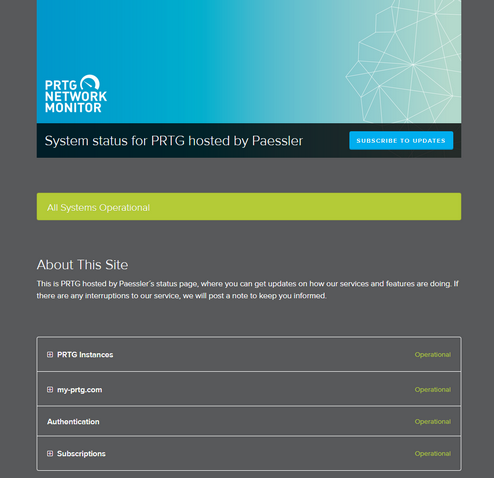 PRTG
NETWORK
MONITOR
System status for PRTG hosted by Paessler
SUBSCRIBE TO UPDATES
All Systems Operational
About This Site
This is PRTG hosted by Paessler's status page, where you can get updates on how our services and features are doing. If
there are any interruptions to our service, we will post a note to keep you informed.
PRTG Instances
Operational
my-prtg.com
Operational
Authentication
Operational
Subscriptions
Operational